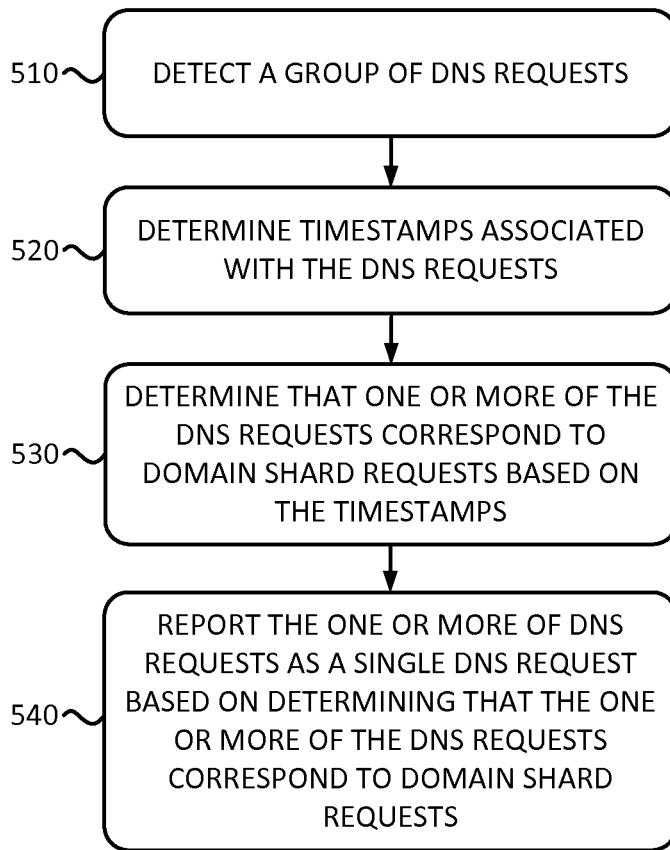 510
DETECT A GROUP OF DNS REQUESTS
520
DETERMINE TIMESTAMPS ASSOCIATED
WITH THE DNS REQUESTS
530
DETERMINE THAT ONE OR MORE OF THE
DNS REQUESTS CORRESPOND TO
DOMAIN SHARD REQUESTS BASED ON
THE TIMESTAMPS
540
REPORT THE ONE OR MORE OF DNS
REQUESTS AS A SINGLE DNS REQUEST
BASED ON DETERMINING THAT THE ONE
OR MORE OF THE DNS REQUESTS
CORRESPOND TO DOMAIN SHARD
REQUESTS